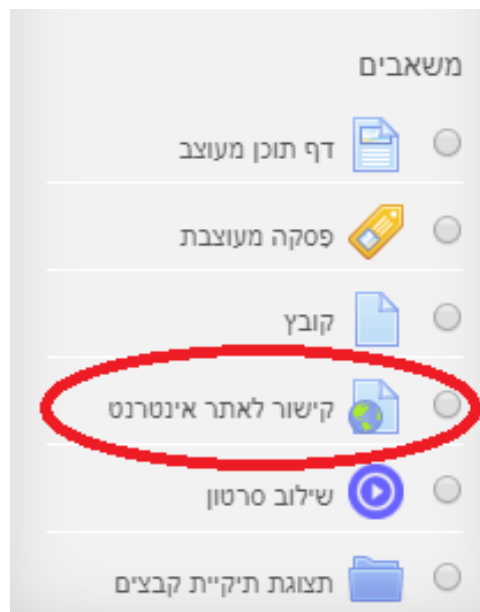 משאבים
דף תוכן מעוצב
פסקה מעוצבת
קובץ
קישור לאתר אינטרנט
שילוב סרטון
תצוגת תיקיית קבצים